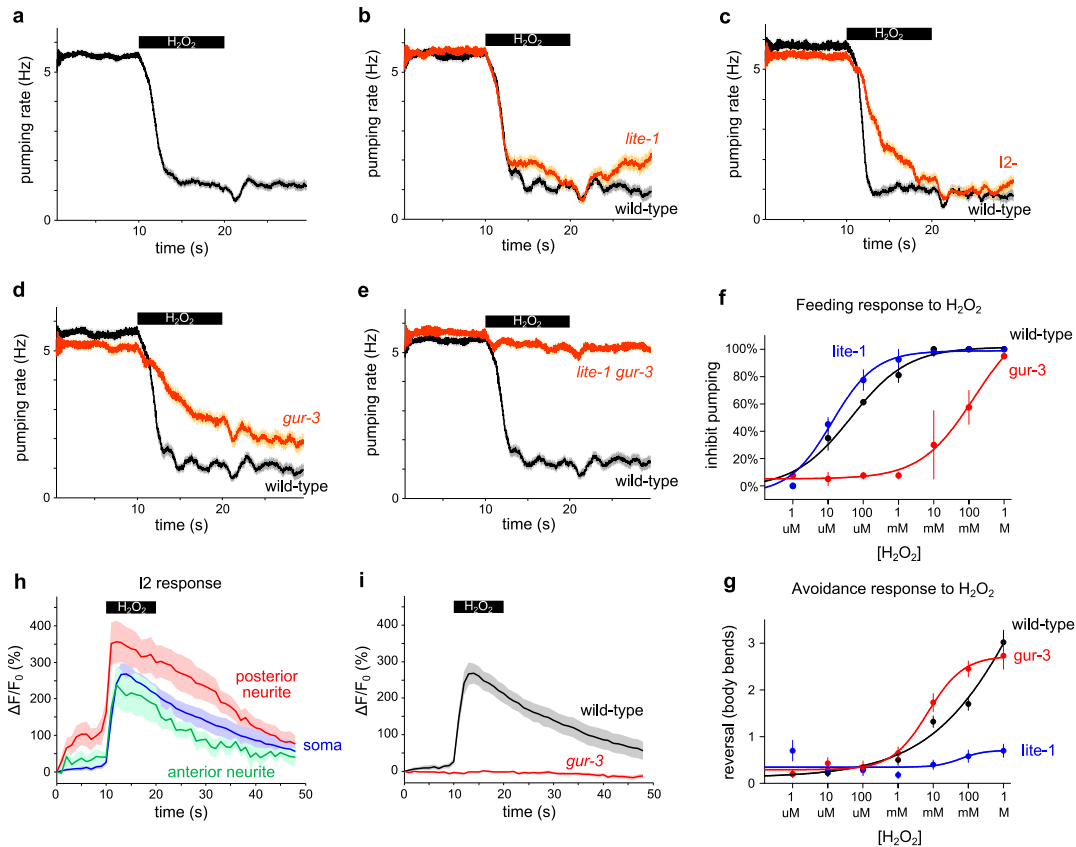 a
H₂O₂
pumping rate (Hz)
5
0
10
20
time (s)
b
H₂O₂
pumping rate (Hz)
5
0
lite-1
wild-type
10
20
time (s)
c
H₂O₂
pumping rate (Hz)
5
0
I2-
wild-type
10
20
time (s)
d
H₂O₂
pumping rate (Hz)
5
0
gur-3
wild-type
10
20
time (s)
e
H₂O₂
pumping rate (Hz)
5
0
lite-1 gur-3
wild-type
10
20
time (s)
f
Feeding response to H₂O₂
wild-type
lite-1
gur-3
inhibit pumping
100%
80%
60%
40%
20%
0%
1 uM
10 uM
100 uM
1 mM
10 mM
100 mM
1 M
[H₂O₂]
h
I2 response
H₂O₂
ΔF/F₀ (%)
400
300
200
100
0
posterior neurite
soma
anterior neurite
0 10 20 30 40 50
time (s)
i
H₂O₂
ΔF/F₀ (%)
400
300
200
100
0
wild-type
gur-3
0 10 20 30 40 50
time (s)
g
Avoidance response to H₂O₂
wild-type
gur-3
lite-1
reversal (body bends)
3
2
1
0
1 uM
10 uM
100 uM
1 mM
10 mM
100 mM
1 M
[H₂O₂]